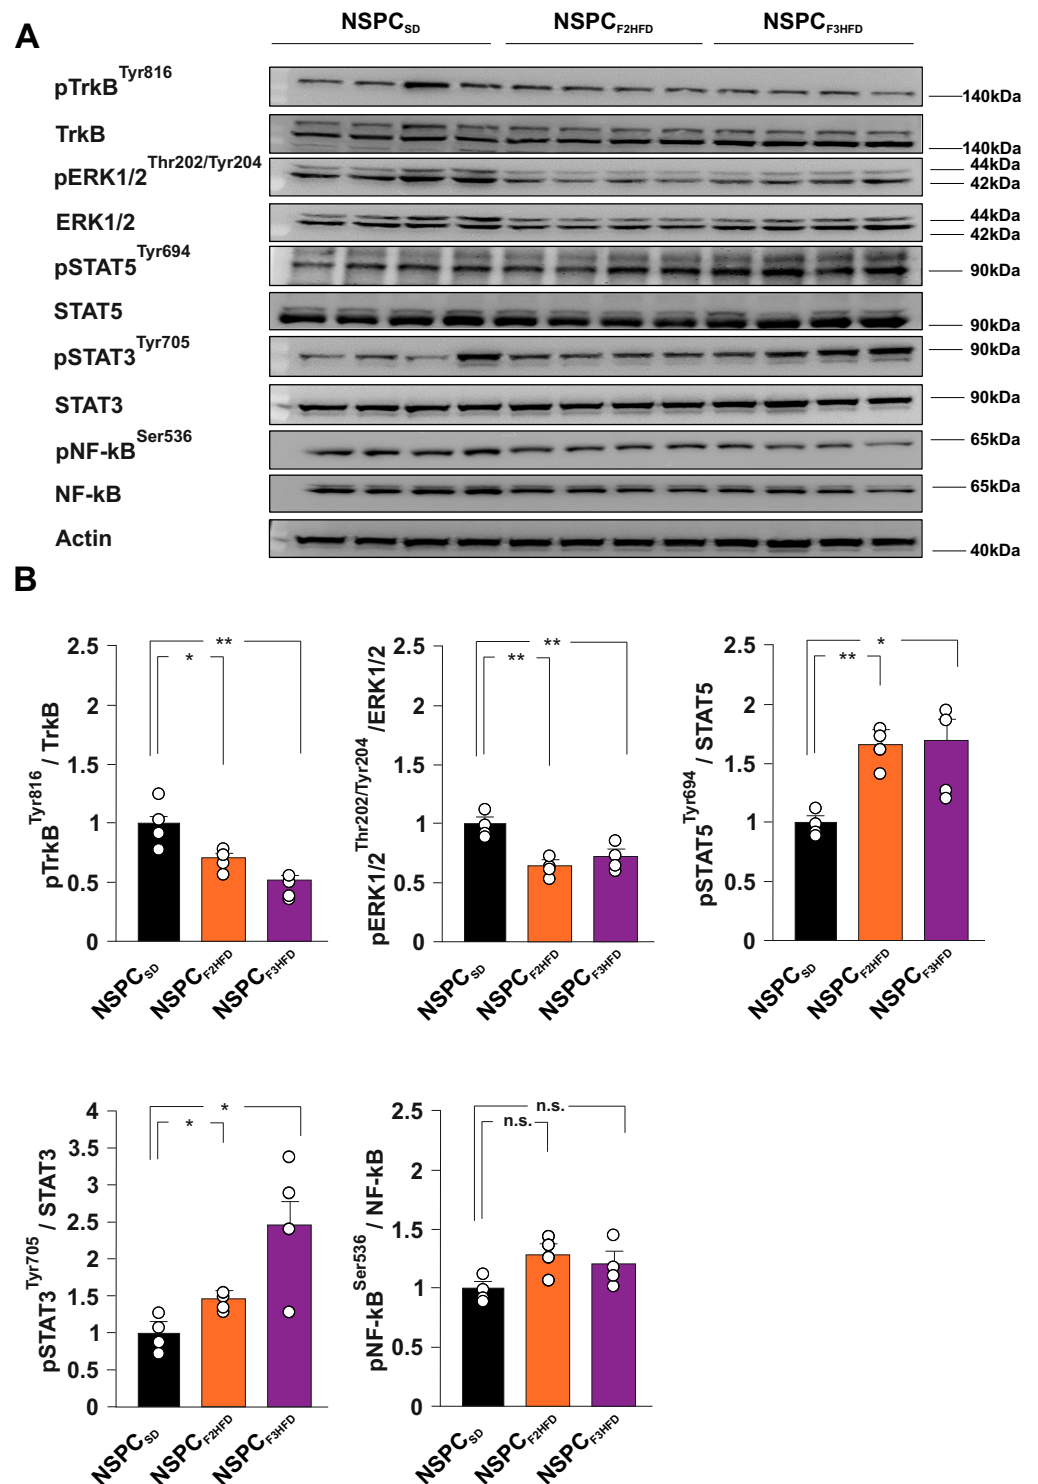 A
NSPCSD NSPCF2HFD NSPCF3HFD
pTrkBTyr816 140kDa
TrkB 140kDa
pERK1/2Thr202/Tyr204 44kDa
42kDa
ERK1/2 44kDa
42kDa
pSTAT5Tyr694 90kDa
STAT5 90kDa
pSTAT3Tyr705 90kDa
STAT3 90kDa
pNF-kBSer536 65kDa
NF-kB 65kDa
Actin 40kDa
B
pTrkBTyr816 / TrkB
2.5
2
1.5
1
0.5
0
**
*
NSPCSD NSPCF2HFD NSPCF3HFD
pERK1/2Thr202/Tyr204 /ERK1/2
2.5
2
1.5
1
0.5
0
**
**
NSPCSD NSPCF2HFD NSPCF3HFD
pSTAT5Tyr694 / STAT5
2.5
2
1.5
1
0.5
0
*
**
NSPCSD NSPCF2HFD NSPCF3HFD
pSTAT3Tyr705 / STAT3
4
3.5
3
2.5
2
1.5
1
0.5
0
*
*
NSPCSD NSPCF2HFD NSPCF3HFD
pNF-kBSer536 / NF-kB
2.5
2
1.5
1
0.5
0
n.s.
n.s.
NSPCSD NSPCF2HFD NSPCF3HFD